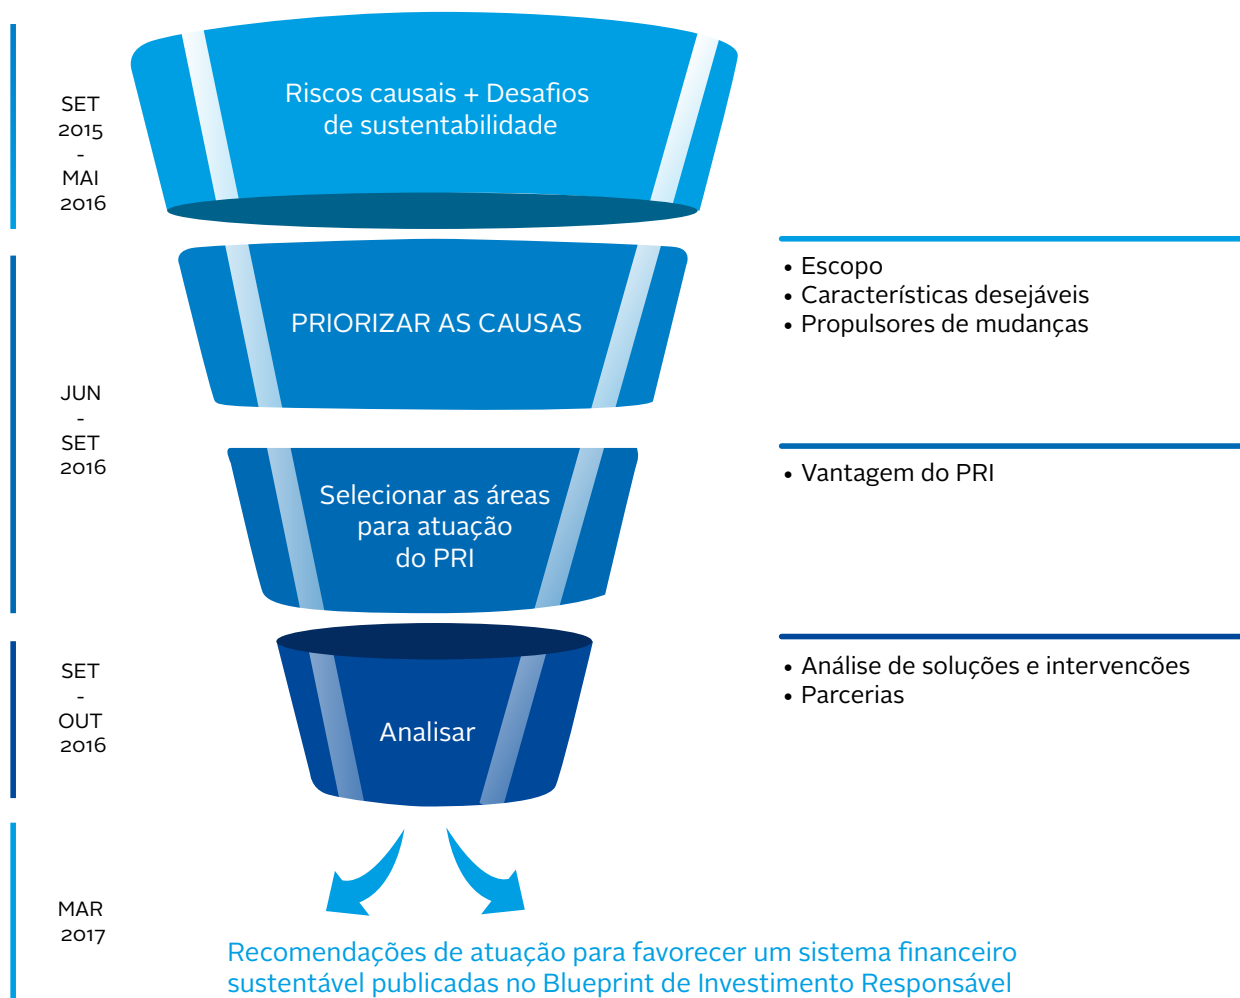 SET
2015
-
MAI
2016
Riscos causais + Desafios
de sustentabilidade
JUN
-
SET
2016
PRIORIZAR AS CAUSAS
• Escopo
• Características desejáveis
• Propulsores de mudanças
Selecionar as áreas
para atuação
do PRI
• Vantagem do PRI
SET
-
OUT
2016
Analisar
• Análise de soluções e intervencões
• Parcerias
MAR
2017
Recomendações de atuação para favorecer um sistema financeiro
sustentável publicadas no Blueprint de Investimento Responsável